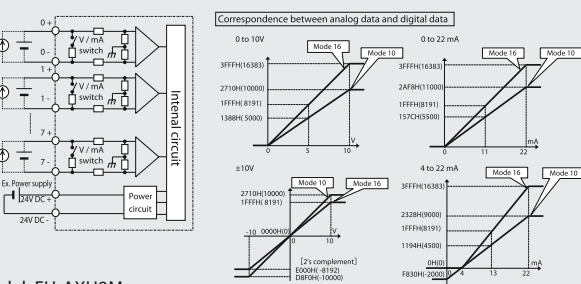 Correspondence between analog data and digital data
0 +
V / mA
switch
0 -
1 +
V / mA
switch
1 -
7 +
V / mA
switch
7 -
Intenal circuit
Ex. Power supply
24V DC +
24V DC -
Power
circuit
0 to 10V
Mode 16
Mode 10
3FFFH(16383)
2710H(10000)
1FFFH( 8191)
1388H( 5000)
0
5
10
V
0 to 22 mA
Mode 16
Mode 10
3FFFH(16383)
2AF8H(11000)
1FFFH(8191)
157CH(5500)
0
11
22
mA
±10V
Mode 10
Mode 16
2710H(10000)
1FFFH( 8191)
-10
0000H(0)
0
10
V
[2's complement]
E000H( -8192)
D8F0H(-10000)
4 to 22 mA
Mode 16
Mode 10
3FFFH(16383)
2328H(9000)
1FFFH(8191)
1194H(4500)
0H(0)
F830H(-2000)
0
4
13
22
mA